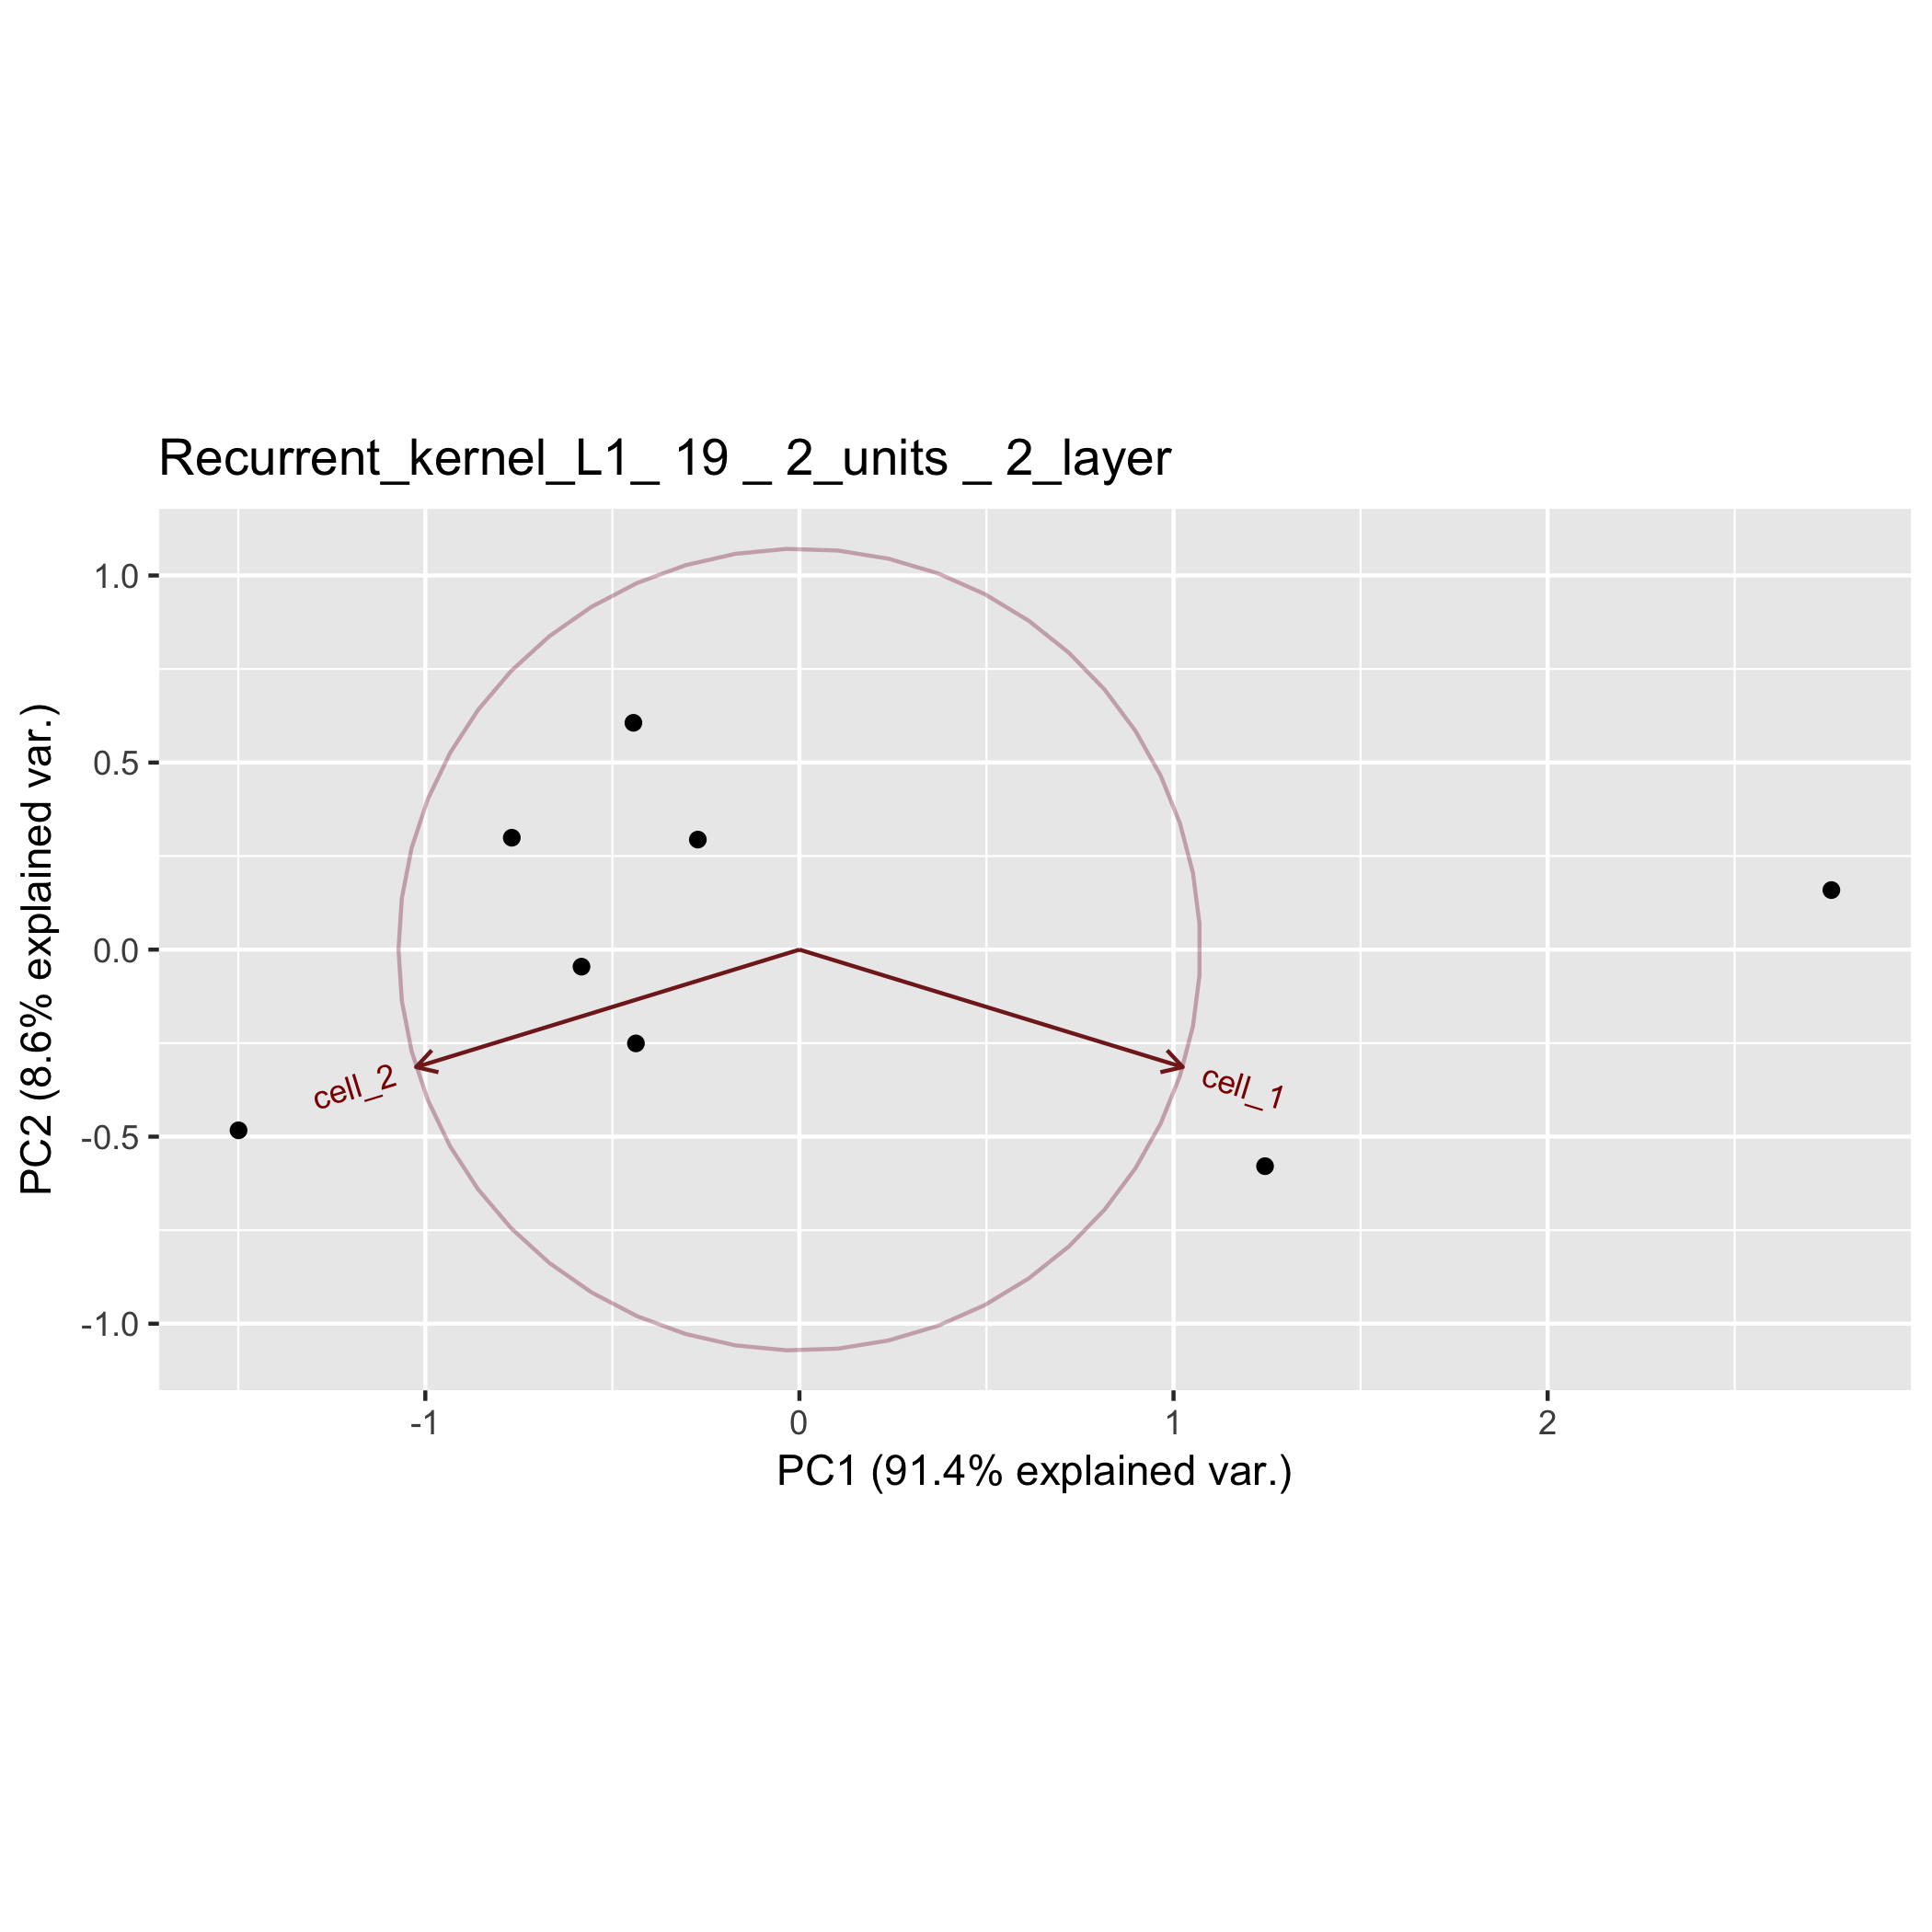 Recurrent_kernel_L1_ 19 _ 2_units _ 2_layer
PC2 (8.6% explained var.)
1.0
0.5
0.0
-0.5
-1.0
cell_2
cell_1
-1
0
1
2
PC1 (91.4% explained var.)